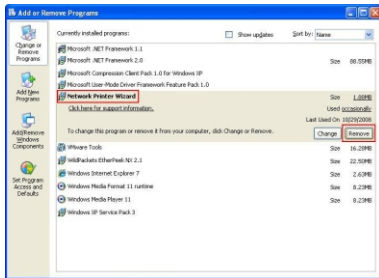 Add or Remove Programs
Change or
Remove
Programs
Add New
Programs
Add/Remove
Windows
Components
Set Program
Access and
Defaults
Currently installed programs:
Show updates
Sort by: Name
Microsoft .NET Framework 1.1
Microsoft .NET Framework 2.0 Size 88.55MB
Microsoft Compression Client Pack 1.0 for Windows XP
Microsoft User-Mode Driver Framework Feature Pack 1.0
Network Printer Wizard Size 1.08MB
Click here for support information. Used occasionally
Last Used On 10/29/2008
To change this program or remove it from your computer, click Change or Remove. Change Remove
VMware Tools Size 16.28MB
WildPackets EtherPeek NX 2.1 Size 22.50MB
Windows Internet Explorer 7 Size 2.63MB
Windows Media Format 11 runtime Size 8.23MB
Windows Media Player 11 Size 8.23MB
Windows XP Service Pack 3